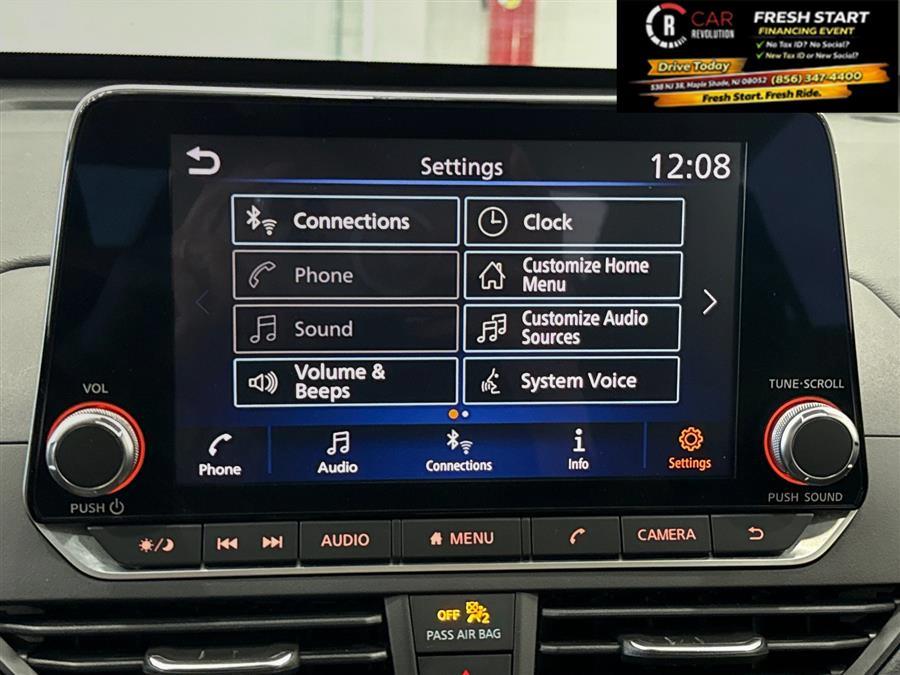 CAR
REVOLUTION
R
FRESH START
FINANCING EVENT
✓ No Tax ID? No Social?
✓ New Tax ID or New Social?
Drive Today
538 NJ 38, Maple Shade, NJ 08052 (856) 347-4400
Fresh Start. Fresh Ride.
Settings 12:08
Connections Clock
Phone Customize Home
Menu
Sound Customize Audio
Sources
Volume &
Beeps
System Voice
Phone Audio Connections Info Settings
VOL
PUSH
TUNE·SCROLL
PUSH SOUND
AUDIO MENU CAMERA
OFF 2
PASS AIR BAG